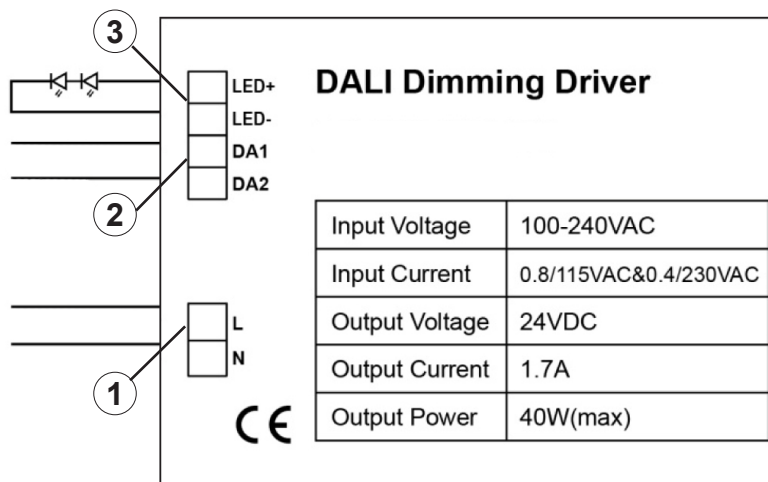 3
LED+
LED-
DA1
DA2
2
DALI Dimming Driver
Input Voltage 100-240VAC
Input Current 0.8/115VAC&0.4/230VAC
Output Voltage 24VDC
Output Current 1.7A
Output Power 40W(max)
L
N
1
CE